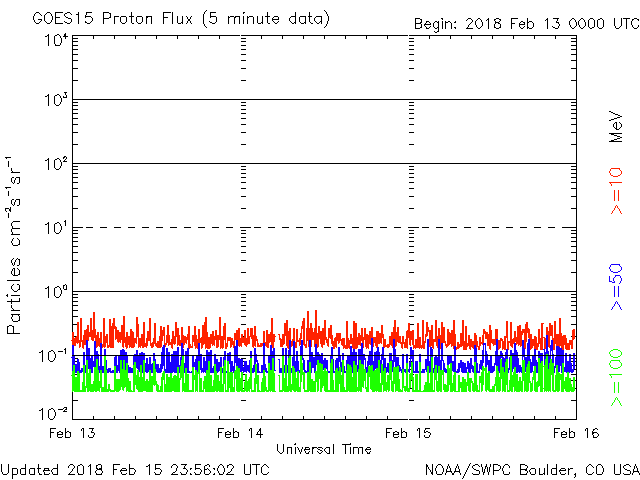 GOES15 Proton Flux (5 minute data)
Begin: 2018 Feb 13 0000 UTC
10⁴
10³
10²
10¹
10⁰
10⁻¹
10⁻²
Particles cm⁻²s⁻¹sr⁻¹
MeV
>=10
>=50
>=100
Feb 13
Feb 14
Feb 15
Feb 16
Universal Time
Updated 2018 Feb 15 23:56:02 UTC
NOAA/SWPC Boulder, CO USA